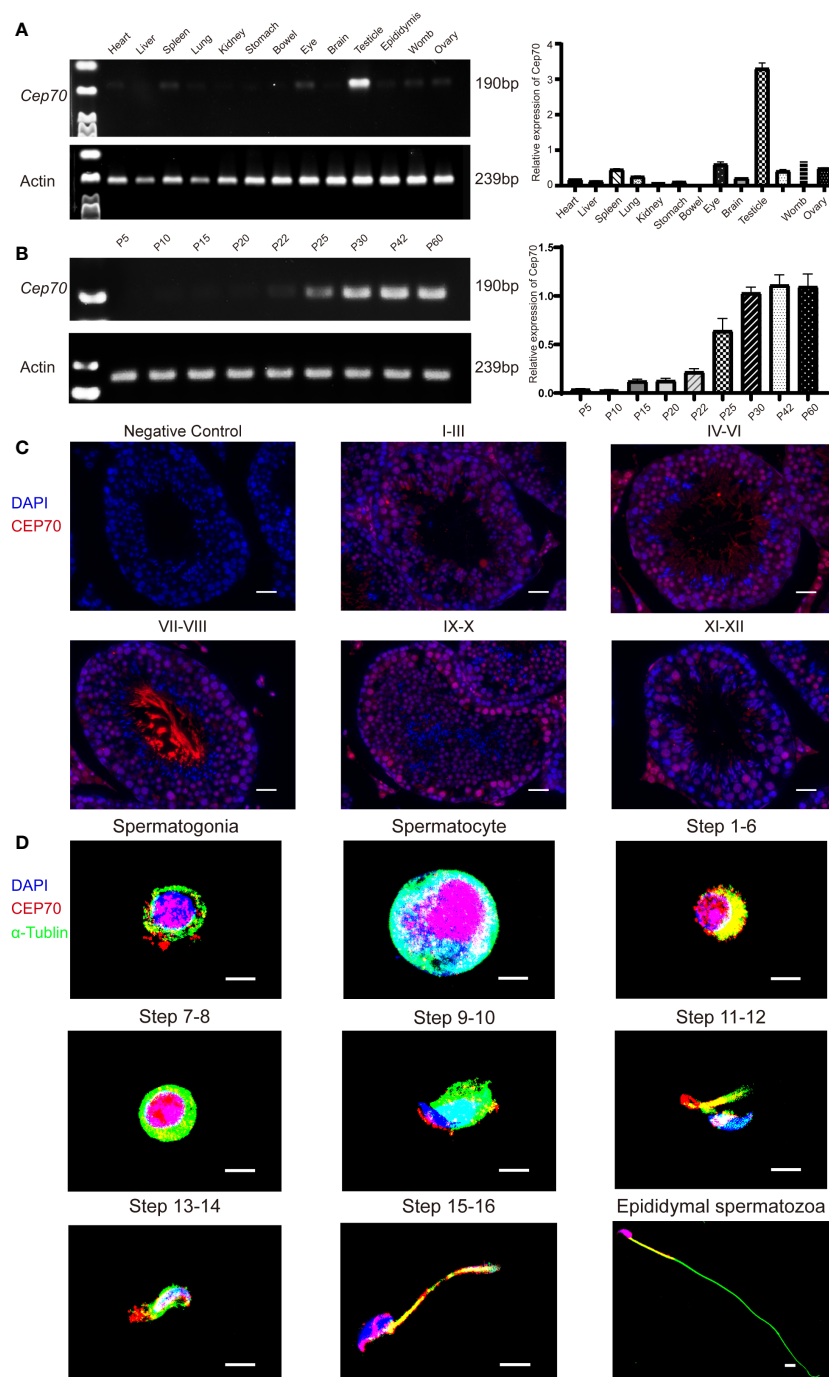 A
Heart Liver Spleen Lung Kidney Stomach Bowel Eye Brain Testicle Epididymis Womb Ovary
Cep70
190bp
Actin
239bp
Relative expression of Cep70
4
3
2
1
0
Heart Liver Spleen Lung Kidney Stomach Bowel Eye Brain Testicle Womb Ovary
B
P5 P10 P15 P20 P22 P25 P30 P42 P60
Cep70
190bp
Actin
239bp
Relative expression of Cep70
1.5
1.0
0.5
0.0
P5 P10 P15 P20 P22 P25 P30 P42 P60
C
Negative Control I-III IV-VI
DAPI
CEP70
VII-VIII IX-X XI-XII
D
Spermatogonia Spermatocyte Step 1-6
DAPI
CEP70
α-Tublin
Step 7-8 Step 9-10 Step 11-12
Step 13-14 Step 15-16 Epididymal spermatozoa